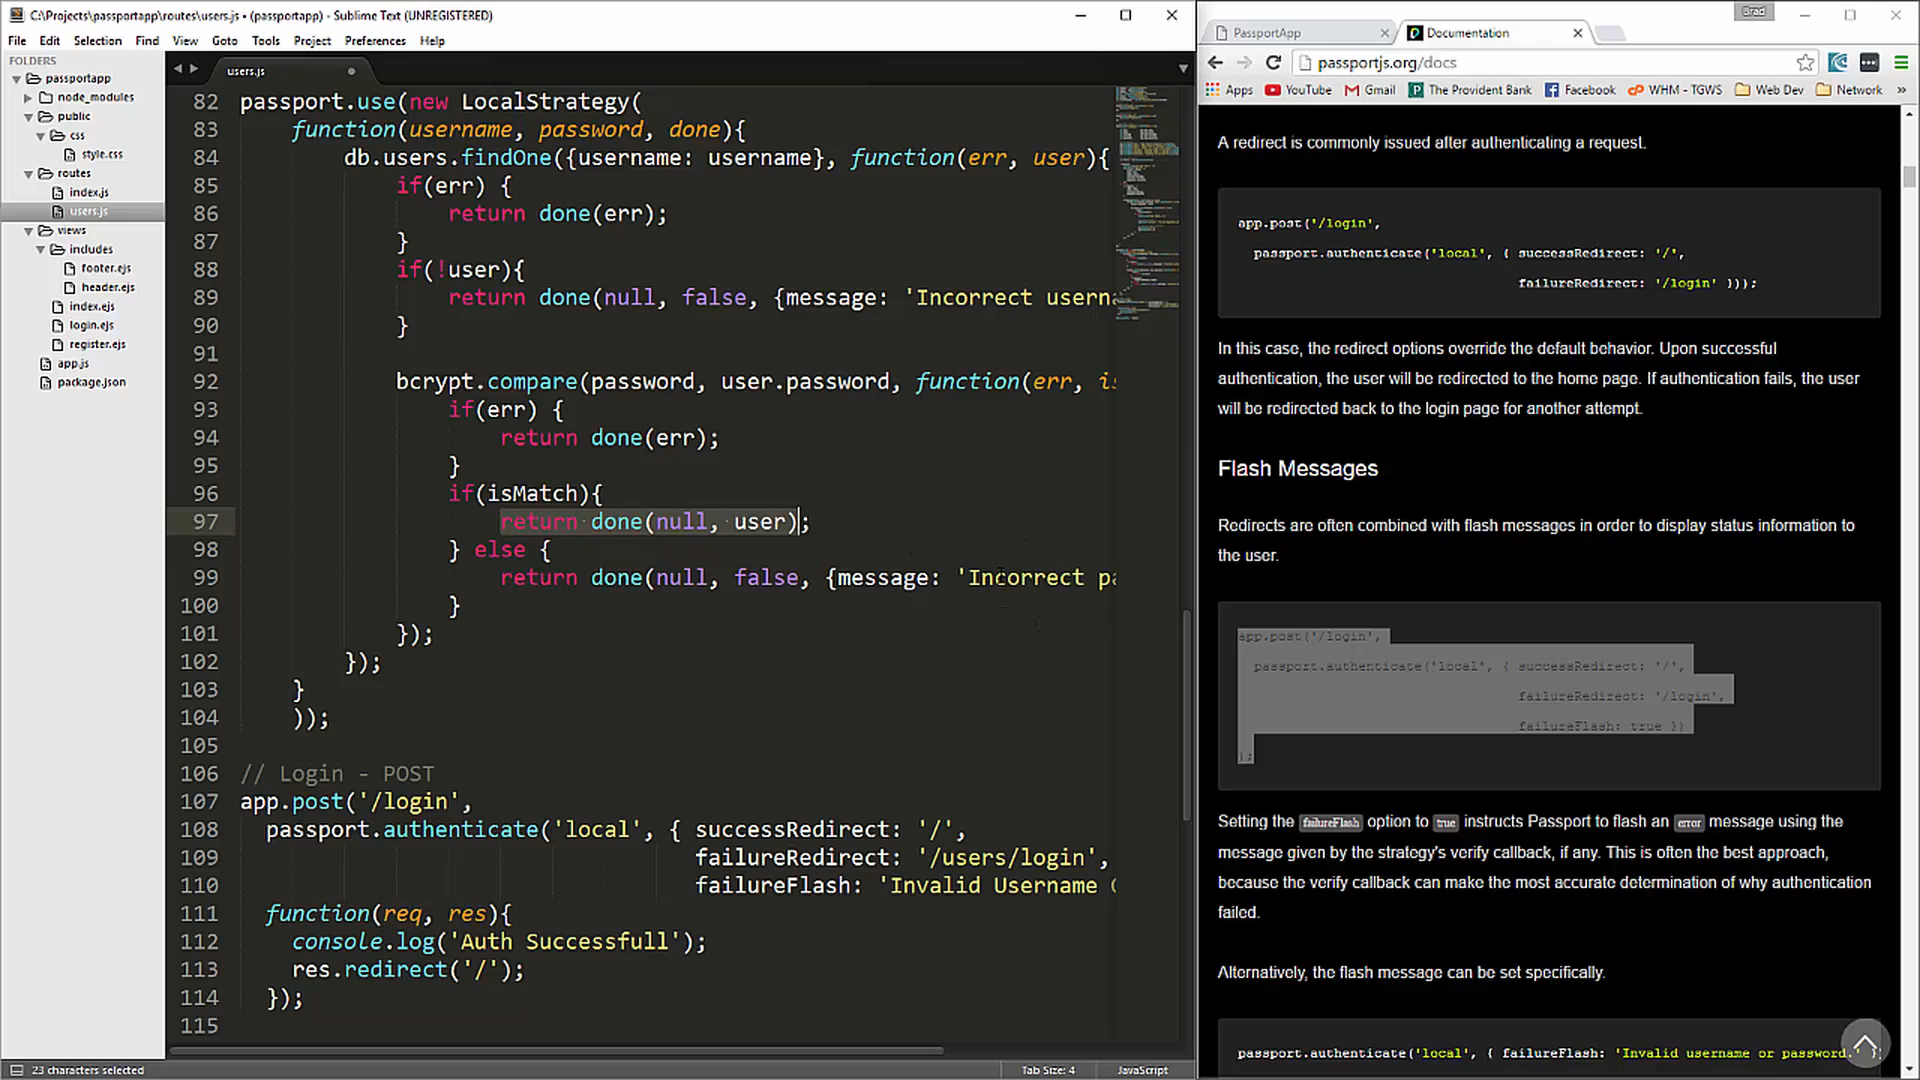 C:\Projects\passportapp\routes\users.js • (passportapp) - Sublime Text (UNREGISTERED)
File Edit Selection Find View Goto Tools Project Preferences Help
FOLDERS
passportapp
node_modules
public
css
style.css
routes
index.js
users.js
views
includes
footer.ejs
header.ejs
index.ejs
login.ejs
register.ejs
app.js
package.json
users.js
82 passport.use(new LocalStrategy(
83 function(username, password, done){
84 db.users.findOne({username: username}, function(err, user){
85 if(err) {
86 return done(err);
87 }
88 if(!user){
89 return done(null, false, {message: 'Incorrect usern
90 }
91
92 bcrypt.compare(password, user.password, function(err, is
93 if(err) {
94 return done(err);
95 }
96 if(isMatch){
97 return done(null, user);
98 } else {
99 return done(null, false, {message: 'Incorrect pa
100 }
101 });
102 });
103 }
104 ));
105
106 // Login - POST
107 app.post('/login',
108 passport.authenticate('local', { successRedirect: '/',
109 failureRedirect: '/users/login',
110 failureFlash: 'Invalid Username
111 function(req, res){
112 console.log('Auth Successfull');
113 res.redirect('/');
114 });
115
23 characters selected
Tab Size: 4 JavaScript
Brad
PassportApp
Documentation
passportjs.org/docs
Apps YouTube Gmail The Provident Bank Facebook WHM - TGWS Web Dev Network »
A redirect is commonly issued after authenticating a request.
app.post('/login',
passport.authenticate('local', { successRedirect: '/',
failureRedirect: '/login' }));
In this case, the redirect options override the default behavior. Upon successful
authentication, the user will be redirected to the home page. If authentication fails, the user
will be redirected back to the login page for another attempt.
Flash Messages
Redirects are often combined with flash messages in order to display status information to
the user.
app.post('/login',
passport.authenticate('local', { successRedirect: '/',
failureRedirect: '/login',
failureFlash: true })
);
Setting the failureFlash option to true instructs Passport to flash an error message using the
message given by the strategy's verify callback, if any. This is often the best approach,
because the verify callback can make the most accurate determination of why authentication
failed.
Alternatively, the flash message can be set specifically.
passport.authenticate('local', { failureFlash: 'Invalid username or password.' }